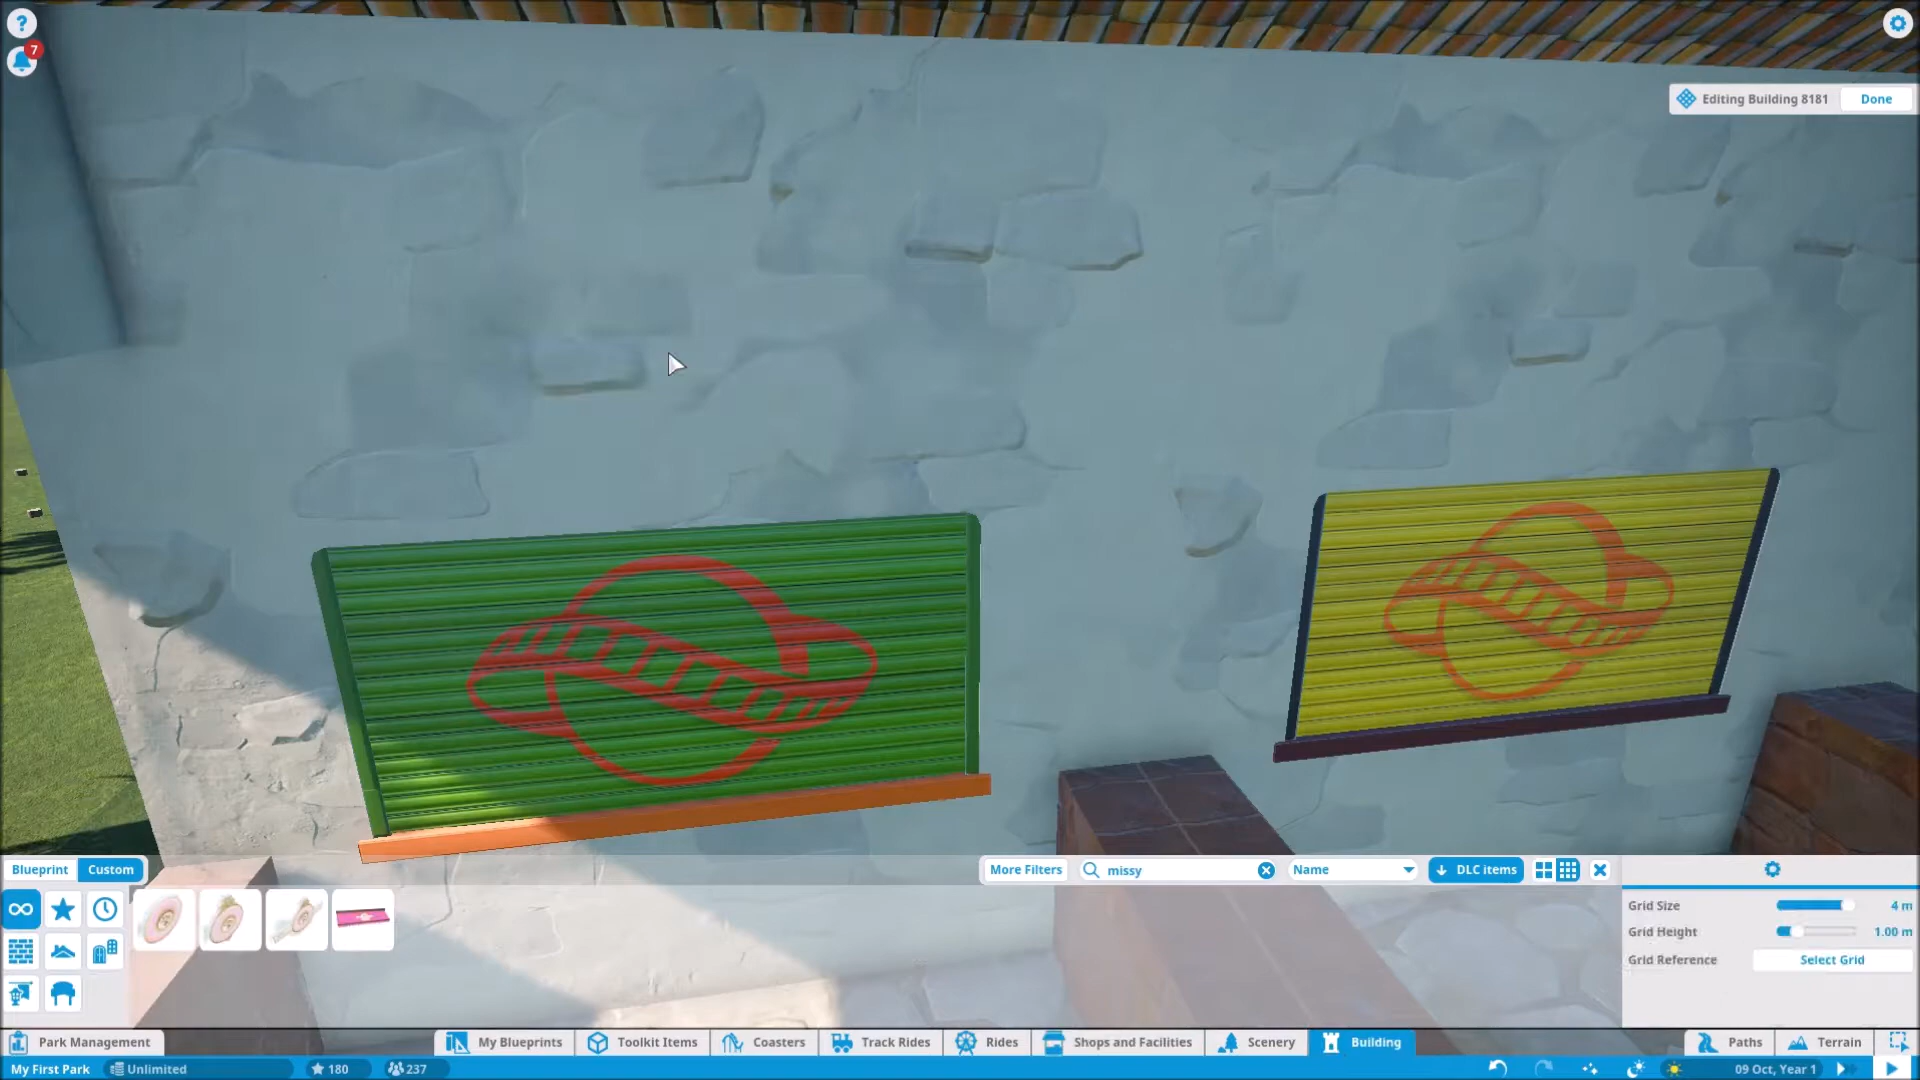 ?
7
Editing Building 8181
Done
Blueprint
Custom
More Filters
missy
Name
DLC items
Grid Size
4 m
Grid Height
1.00 m
Grid Reference
Select Grid
Park Management
My Blueprints
Toolkit Items
Coasters
Track Rides
Rides
Shops and Facilities
Scenery
Building
Paths
Terrain
My First Park
Unlimited
180
237
09 Oct, Year 1